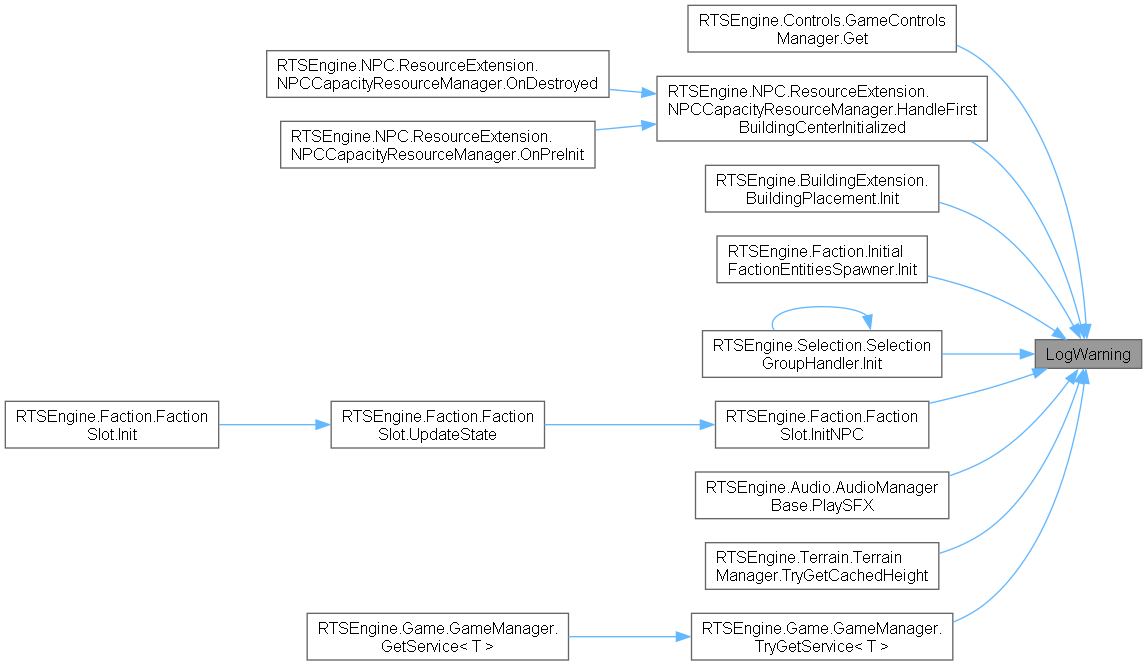 RTSEngine.Controls.GameControls
Manager.Get
RTSEngine.NPC.ResourceExtension.
NPCCapacityResourceManager.OnDestroyed
RTSEngine.NPC.ResourceExtension.
NPCCapacityResourceManager.HandleFirst
BuildingCenterInitialized
RTSEngine.NPC.ResourceExtension.
NPCCapacityResourceManager.OnPreInit
RTSEngine.BuildingExtension.
BuildingPlacement.Init
RTSEngine.Faction.Initial
FactionEntitiesSpawner.Init
RTSEngine.Selection.Selection
GroupHandler.Init
LogWarning
RTSEngine.Faction.Faction
Slot.Init
RTSEngine.Faction.Faction
Slot.UpdateState
RTSEngine.Faction.Faction
Slot.InitNPC
RTSEngine.Audio.AudioManager
Base.PlaySFX
RTSEngine.Terrain.Terrain
Manager.TryGetCachedHeight
RTSEngine.Game.GameManager.
GetService< T >
RTSEngine.Game.GameManager.
TryGetService< T >